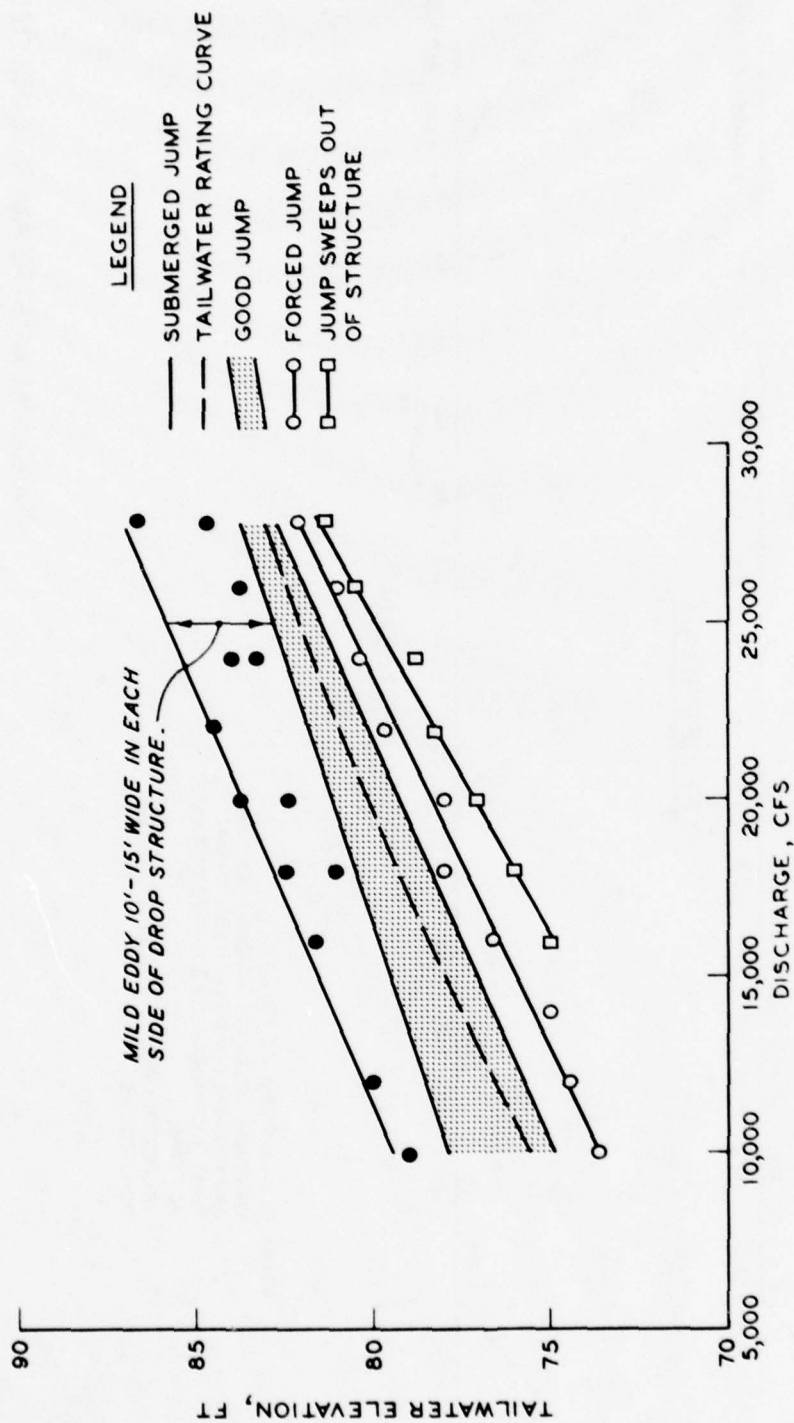 MILD EDDY 10'-15' WIDE IN EACH
SIDE OF DROP STRUCTURE.
LEGEND
SUBMERGED JUMP
TAILWATER RATING CURVE
GOOD JUMP
FORCED JUMP
JUMP SWEEPS OUT
OF STRUCTURE
TAILWATER ELEVATION, FT
90
85
80
75
70
5,000
10,000
15,000
20,000
25,000
30,000
DISCHARGE, CFS